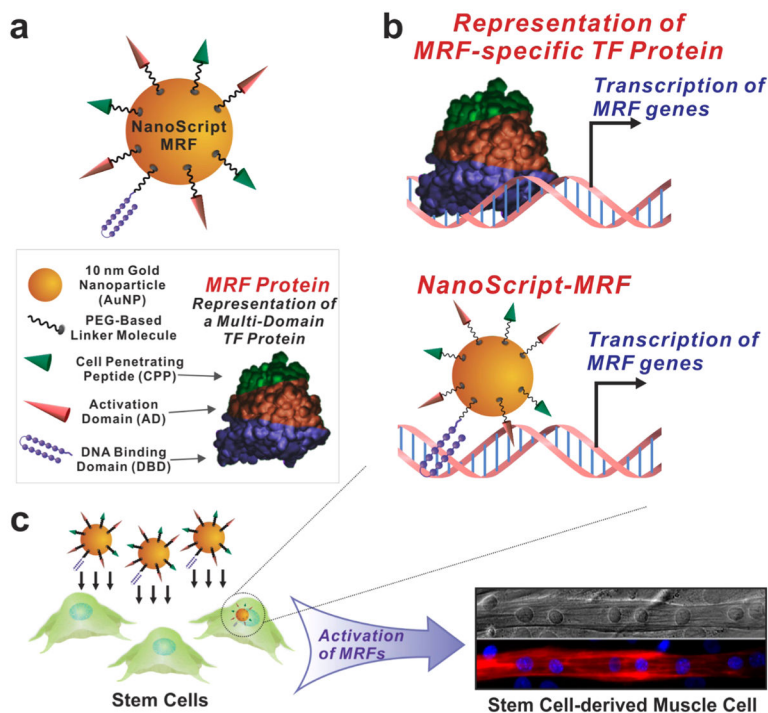 a
NanoScript
MRF
10 nm Gold
Nanoparticle
(AuNP)
PEG-Based
Linker Molecule
Cell Penetrating
Peptide (CPP)
Activation
Domain (AD)
DNA Binding
Domain (DBD)
MRF Protein
Representation of
a Multi-Domain
TF Protein
b
Representation of
MRF-specific TF Protein
Transcription of
MRF genes
NanoScript-MRF
Transcription of
MRF genes
c
Stem Cells
Activation
of MRFs
Stem Cell-derived Muscle Cell